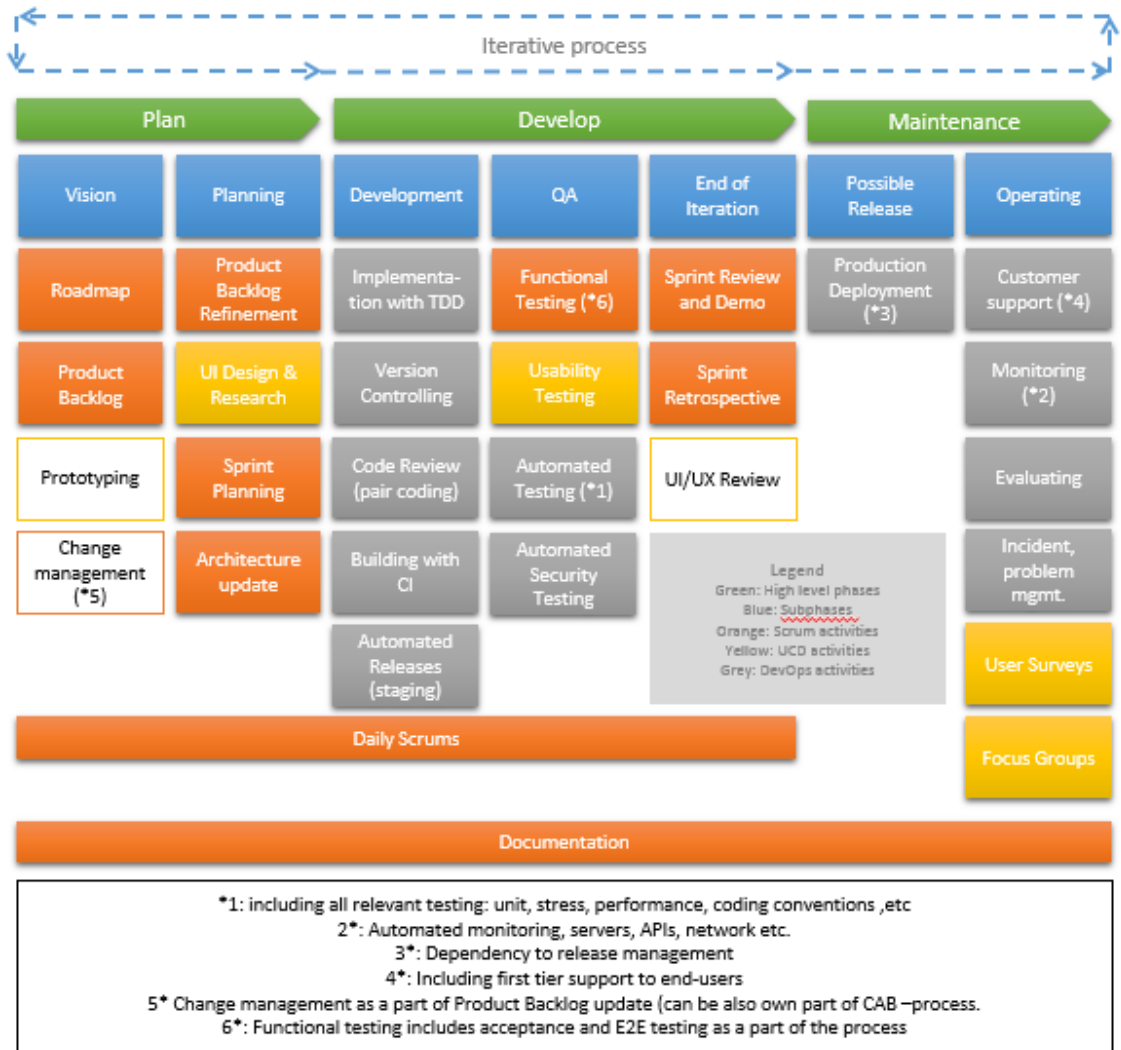 Iterative process
Plan
Develop
Maintenance
Vision
Planning
Development
QA
End of
Iteration
Possible
Release
Operating
Roadmap
Product
Backlog
Refinement
Implementa-
tion with TDD
Functional
Testing (*6)
Sprint Review
and Demo
Production
Deployment
(*3)
Customer
support (*4)
Product
Backlog
UI Design &
Research
Version
Controlling
Usability
Testing
Sprint
Retrospective
Monitoring
(*2)
Prototyping
Sprint
Planning
Code Review
(pair coding)
Automated
Testing (*1)
UI/UX Review
Evaluating
Change
management
(*5)
Architecture
update
Building with
CI
Automated
Security
Testing
Incident,
problem
mgmt.
Legend
Green: High level phases
Blue: Subphases
Orange: Scrum activities
Yellow: UCD activities
Grey: DevOps activities
Automated
Releases
(staging)
User Surveys
Daily Scrums
Focus Groups
Documentation
*1: including all relevant testing: unit, stress, performance, coding conventions ,etc
2*: Automated monitoring, servers, APIs, network etc.
3*: Dependency to release management
4*: Including first tier support to end-users
5* Change management as a part of Product Backlog update (can be also own part of CAB –process.
6*: Functional testing includes acceptance and E2E testing as a part of the process